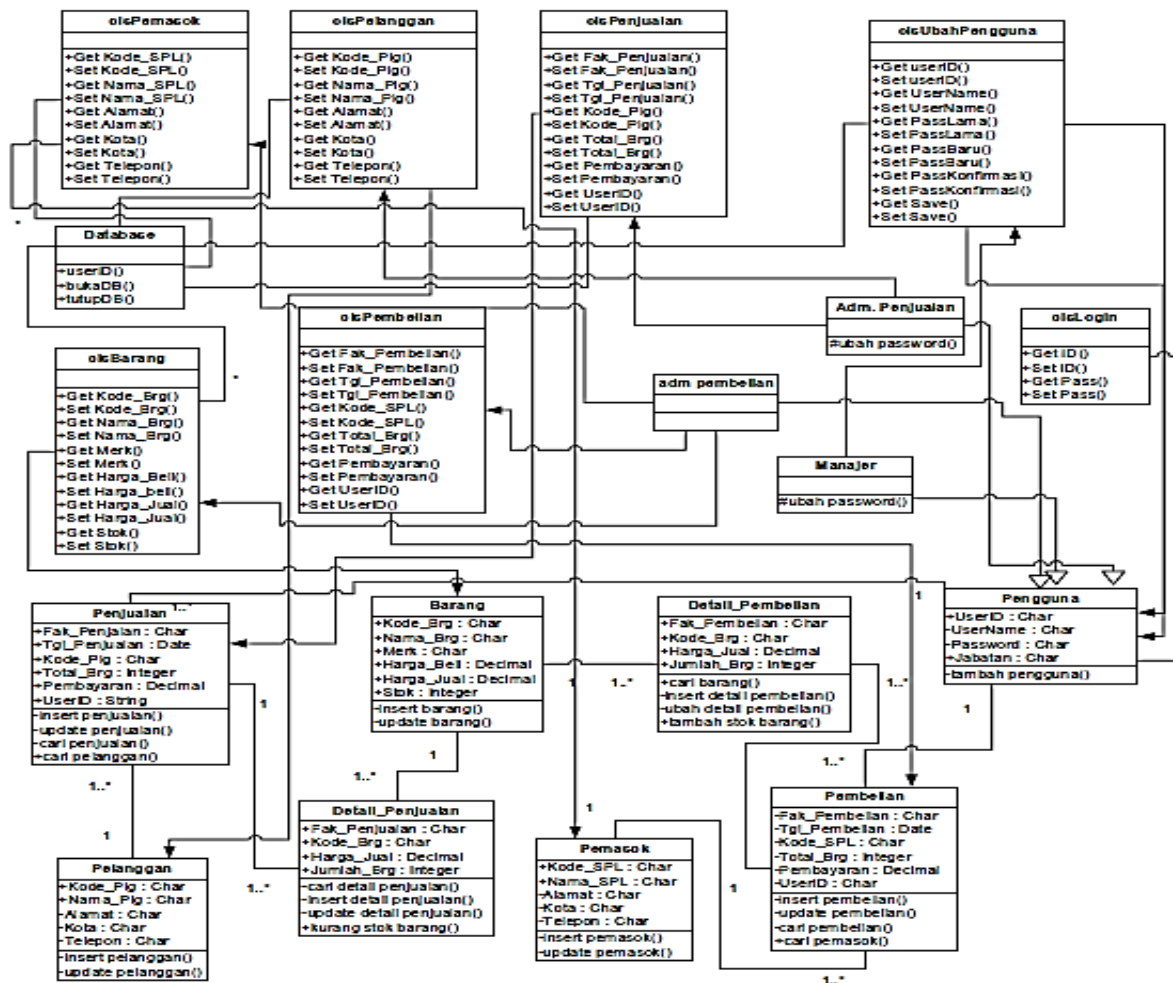 clsPemasok
+Get Kode_SPL()
+Set Kode_SPL()
+Get Nama_SPL()
+Set Nama_SPL()
+Get Alamat()
+Set Alamat()
+Get Kota()
+Set Kota()
+Get Telepon()
+Set Telepon()
clsPelanggan
+Get Kode_Plg()
+Set Kode_Plg()
+Get Nama_Plg()
+Set Nama_Plg()
+Get Alamat()
+Set Alamat()
+Get Kota()
+Set Kota()
+Get Telepon()
+Set Telepon()
clsPenjualan
+Get Fak_Penjualan()
+Set Fak_Penjualan()
+Get Tgl_Penjualan()
+Set Tgl_Penjualan()
+Get Kode_Plg()
+Set Kode_Plg()
+Get Total_Brg()
+Set Total_Brg()
+Get Pembayaran()
+Set Pembayaran()
+Get UserID()
+Set UserID()
clsUbahPengguna
+Get userID()
+Set userID()
+Get UserName()
+Set UserName()
+Get PassLama()
+Set PassLama()
+Get PassBaru()
+Set PassBaru()
+Get PassKonfirmasi()
+Set PassKonfirmasi()
+Get Save()
+Set Save()
*
Database
+userID()
+bukaDB()
+tutupDB()
clsPembelian
+Get Fak_Pembelian()
+Set Fak_Pembelian()
+Get Tgl_Pembelian()
+Set Tgl_Pembelian()
+Get Kode_SPL()
+Set Kode_SPL()
+Get Total_Brg()
+Set Total_Brg()
+Get Pembayaran()
+Set Pembayaran()
+Get UserID()
+Set UserID()
Adm. Penjualan
#ubah password()
clsLogin
+Get ID()
+Set ID()
+Get Pass()
+Set Pass()
clsBarang
+Get Kode_Brg()
+Set Kode_Brg()
+Get Nama_Brg()
+Set Nama_Brg()
+Get Merk()
+Set Merk()
+Get Harga_Beli()
+Set Harga_beli()
+Get Harga_Jual()
+Set Harga_Jual()
+Get Stok()
+Set Stok()
*
adm pembelian
Manajer
#ubah password()
Penjualan
1..*
+Fak_Penjalan : Char
+Tgl_Penjualan : Date
+Kode_Plg : Char
+Total_Brg : Integer
+Pembayaran : Decimal
+UserID : String
-insert penjualan()
-update penjualan()
-cari penjualan()
+cari pelanggan()
Barang
+Kode_Brg : Char
+Nama_Brg : Char
+Merk : Char
+Harga_Beli : Decimal
+Harga_Jual : Decimal
+Stok : Integer
-insert barang()
-update barang()
Detail_Pembelian
+Fak_Pembelian : Char
+Kode_Brg : Char
+Harga_Jual : Decimal
+Jumlah_Brg : Integer
+cari barang()
-insert detail pembelian()
-ubah detail pembelian()
+tambah stok barang()
1
Pengguna
+UserID : Char
-UserName : Char
-Password : Char
+Jabatan : Char
-tambah pengguna()
1
1
1..*
1..*
1
1
1..*
1..*
1
1..*
1
1..*
Detail_Penjualan
+Fak_Penjualan : Char
+Kode_Brg : Char
+Harga_Jual : Decimal
+Jumlah_Brg : Integer
-cari detail penjualan()
-insert detail penjualan()
-update detail penjualan()
+kurang stok barang()
Pelanggan
+Kode_Plg : Char
+Nama_Plg : Char
-Alamat : Char
-Kota : Char
-Telepon : Char
-insert pelanggan()
-update pelanggan()
1
Pemasok
+Kode_SPL : Char
+Nama_SPL : Char
-Alamat : Char
-Kota : Char
-Telepon : Char
-insert pemasok()
-update pemasok()
1
Pembelian
-Fak_Pembelian : Char
-Tgl_Pembelian : Date
-Kode_SPL : Char
-Total_Brg : Integer
-Pembayaran : Decimal
-UserID : Char
-insert pembelian()
-update pembelian()
-cari pembelian()
+cari pemasok()
1..*